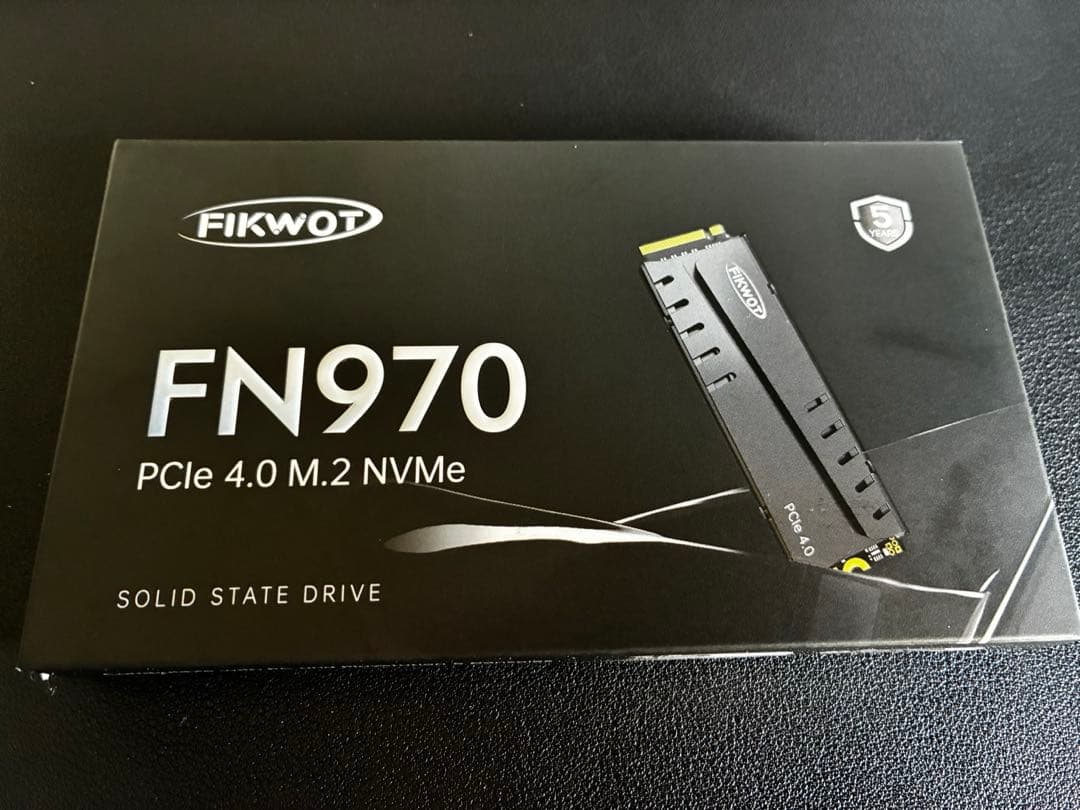 FIKWOT
5
YEARS
FN970
PCIe 4.0 M.2 NVMe
SOLID STATE DRIVE
FIKWOT
PCIe 4.0